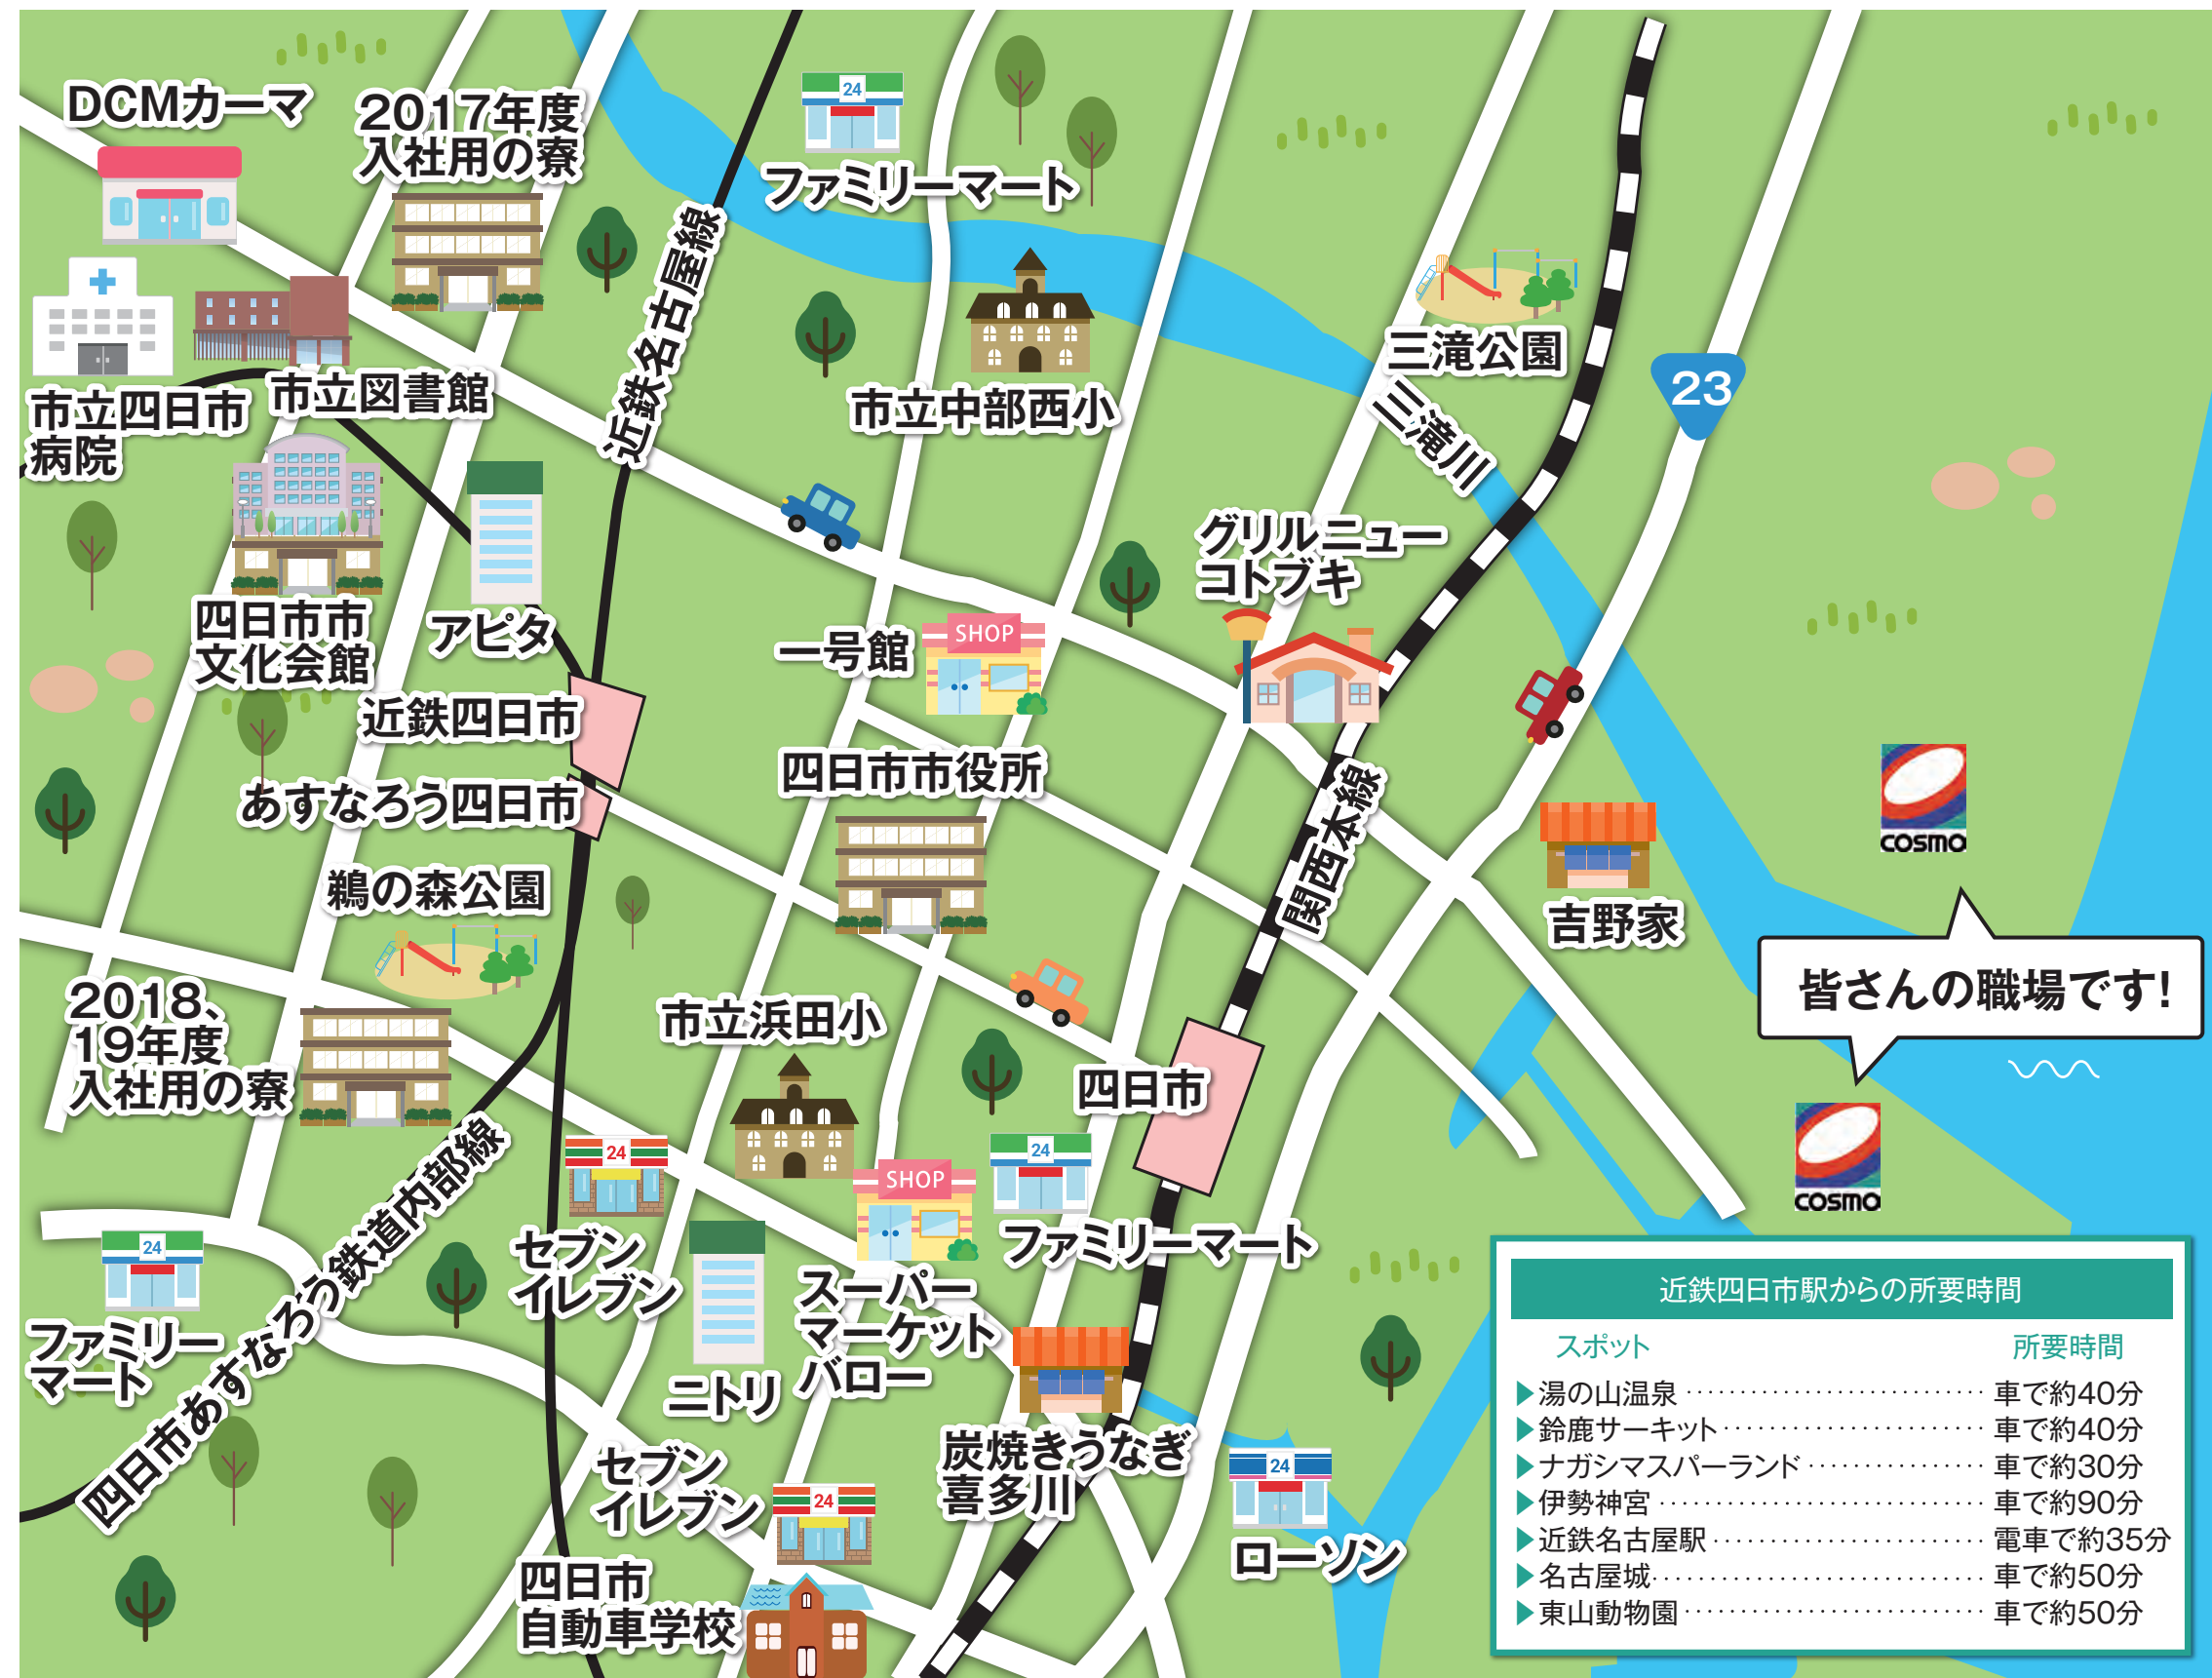 DCMカーマ
2017年度
入社用の寮
24
ファミリーマート
近鉄名古屋線
市立四日市
病院
市立図書館
市立中部西小
三滝公園
三滝川
23
四日市市
文化会館
アピタ
グリルニュー
コトブキ
一号館
SHOP
近鉄四日市
あすなろう四日市
四日市市役所
関西本線
吉野家
COSMO
皆さんの職場です!
COSMO
鵜の森公園
2018、
19年度
入社用の寮
市立浜田小
四日市
24
セブン
イレブン
SHOP
スーパー
マーケット
バロー
24
ファミリーマート
24
ファミリー
マート
四日市あすなろう鉄道内部線
ニトリ
炭焼きうなぎ
喜多川
セブン
イレブン
24
24
ローソン
四日市
自動車学校
近鉄四日市駅からの所要時間
スポット 所要時間
▶湯の山温泉 ………………………… 車で約40分
▶鈴鹿サーキット ……………………… 車で約40分
▶ナガシマスパーランド ……………… 車で約30分
▶伊勢神宮 …………………………… 車で約90分
▶近鉄名古屋駅 ……………………… 電車で約35分
▶名古屋城 …………………………… 車で約50分
▶東山動物園 ………………………… 車で約50分